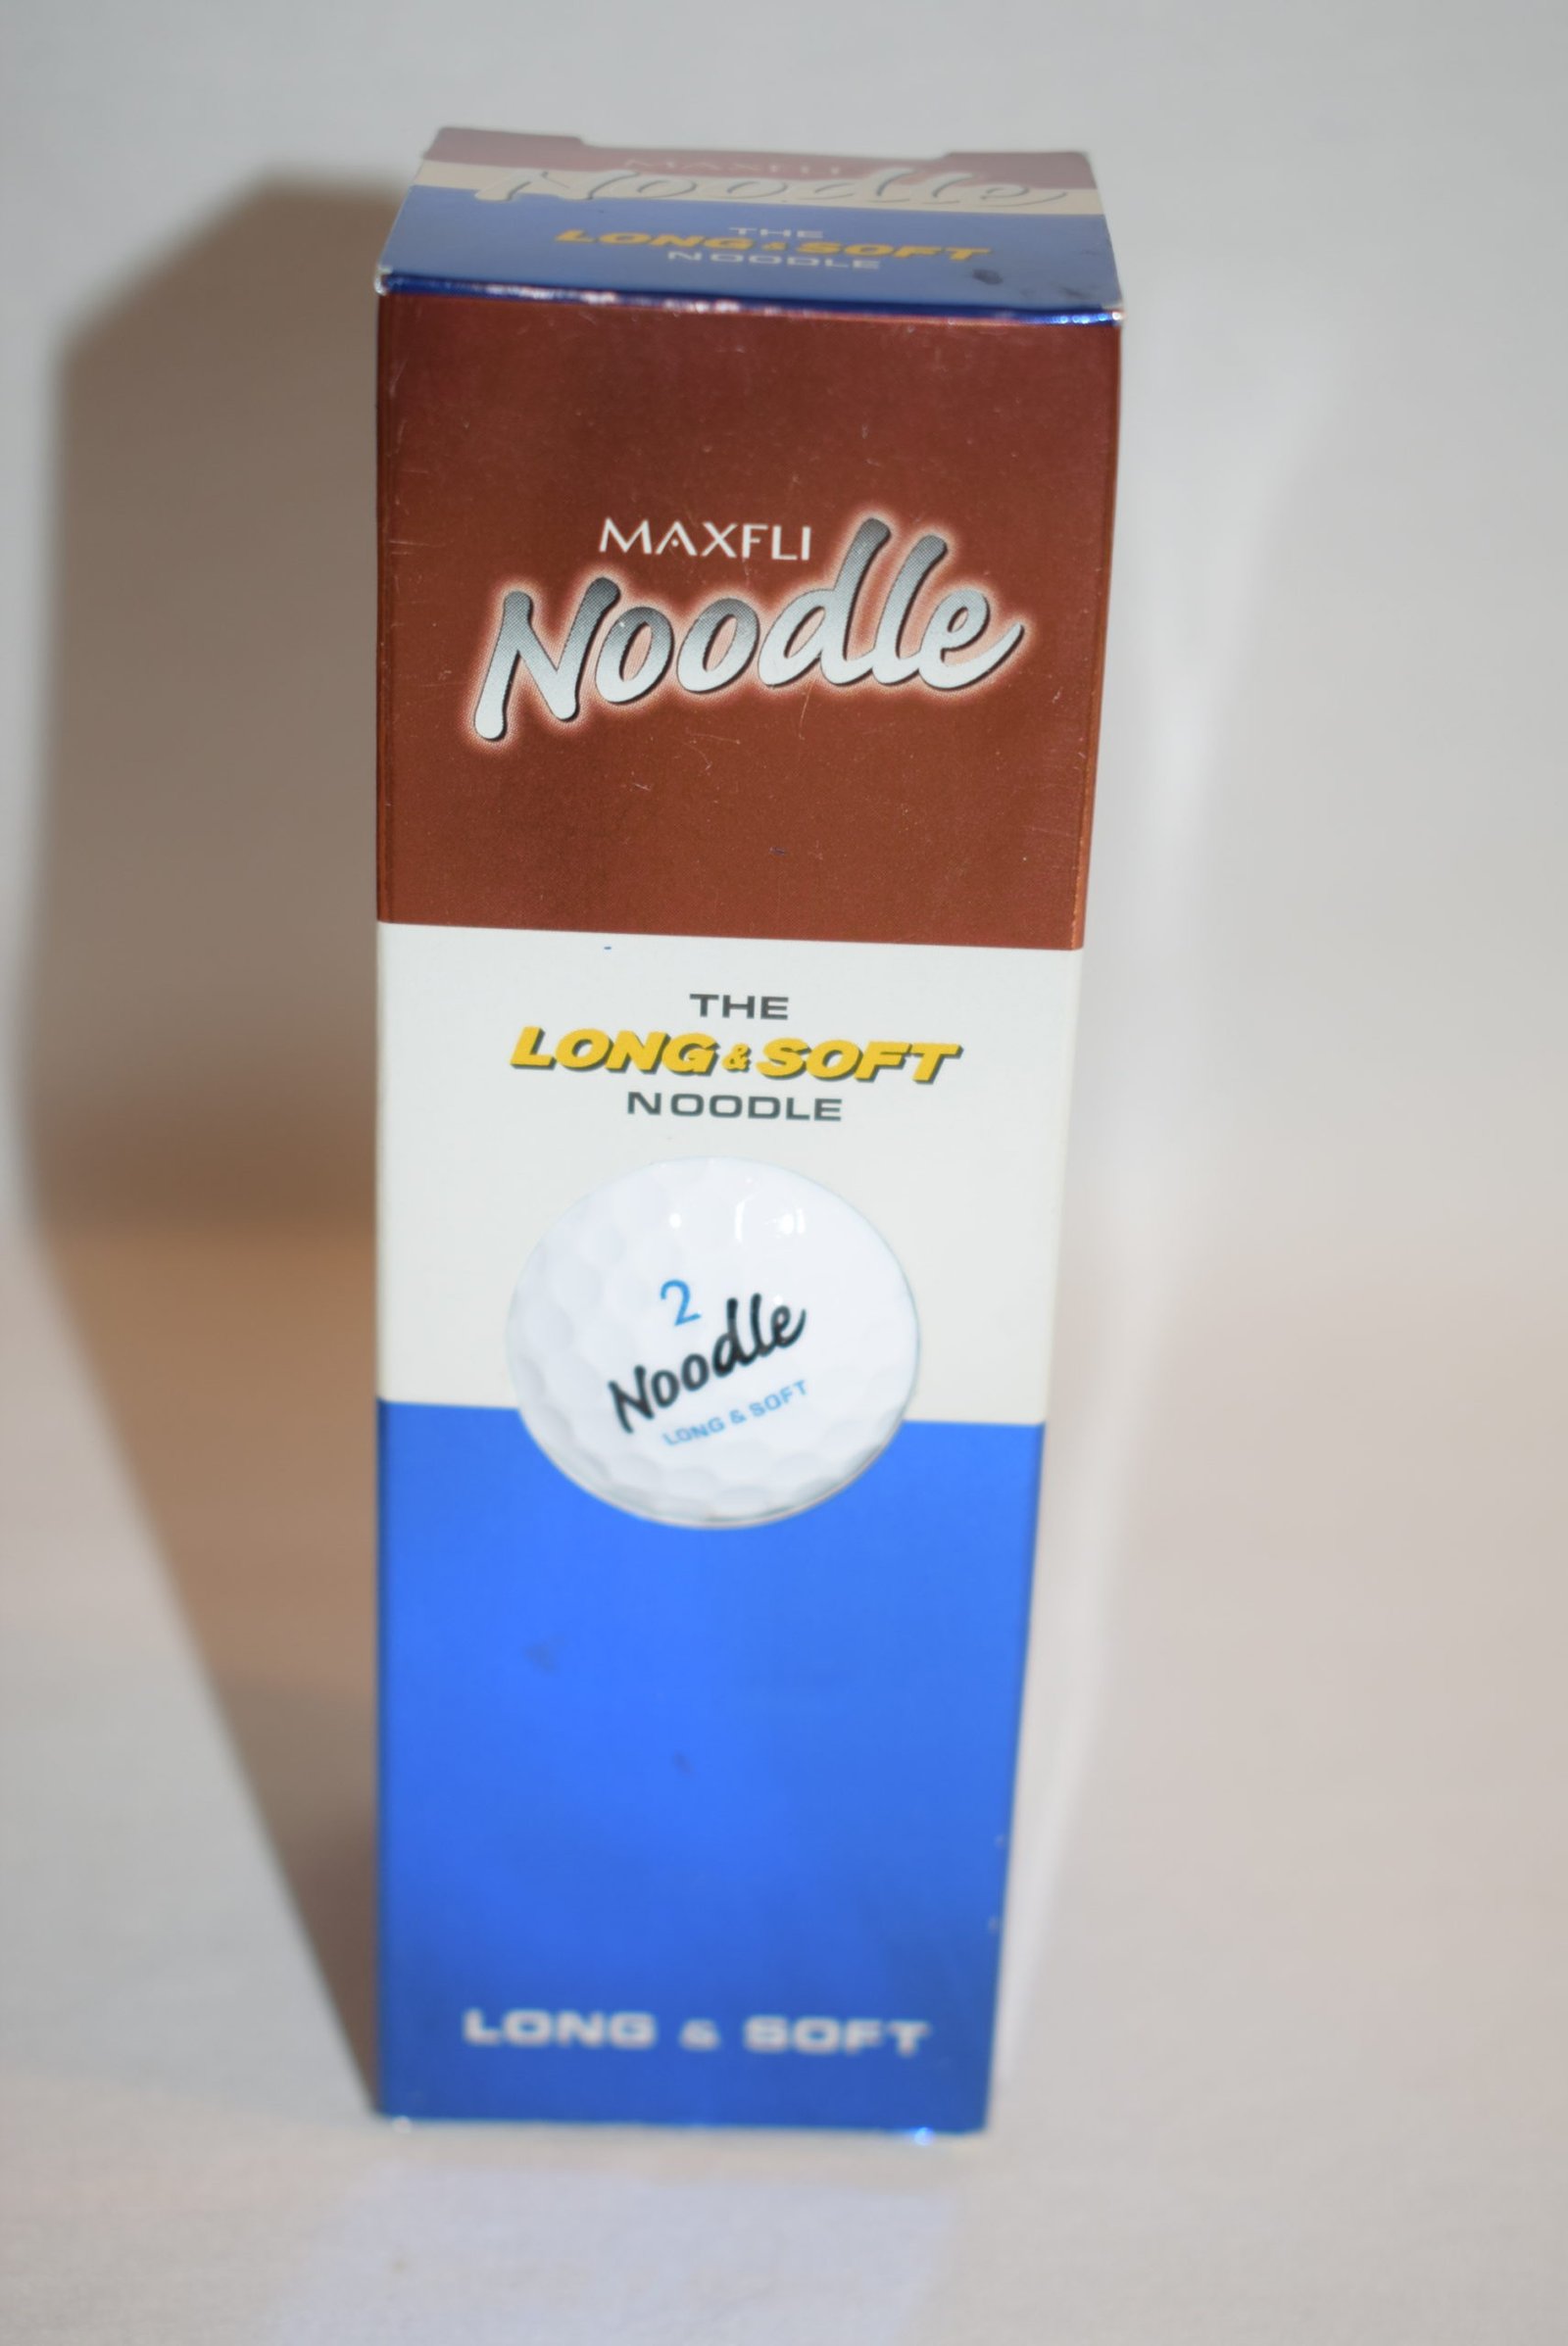 MAXFLI
Noodle
THE
LONG & SOFT
NOODLE
MAXFLI
Noodle
THE
LONG & SOFT
NOODLE
2
Noodle
LONG & SOFT
LONG & SOFT